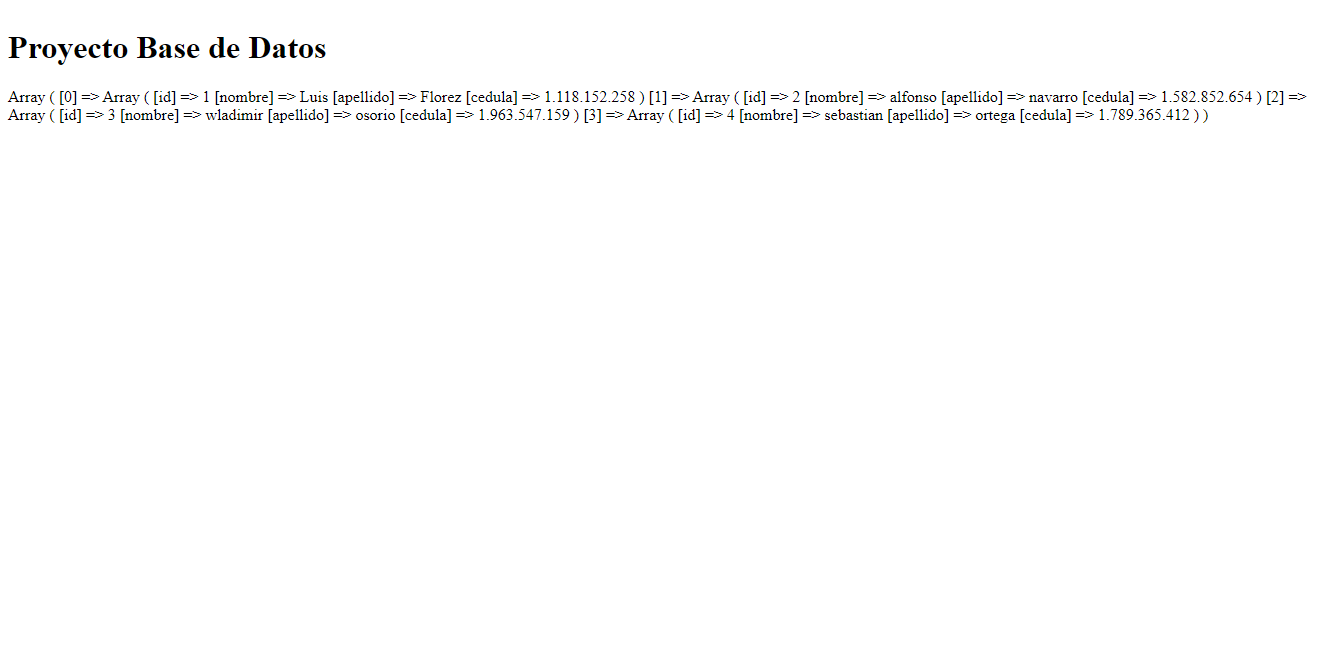 Proyecto Base de Datos
Array ( [0] => Array ( [id] => 1 [nombre] => Luis [apellido] => Florez [cedula] => 1.118.152.258 ) [1] => Array ( [id] => 2 [nombre] => alfonso [apellido] => navarro [cedula] => 1.582.852.654 ) [2] =>
Array ( [id] => 3 [nombre] => wladimir [apellido] => osorio [cedula] => 1.963.547.159 ) [3] => Array ( [id] => 4 [nombre] => sebastian [apellido] => ortega [cedula] => 1.789.365.412 ) )